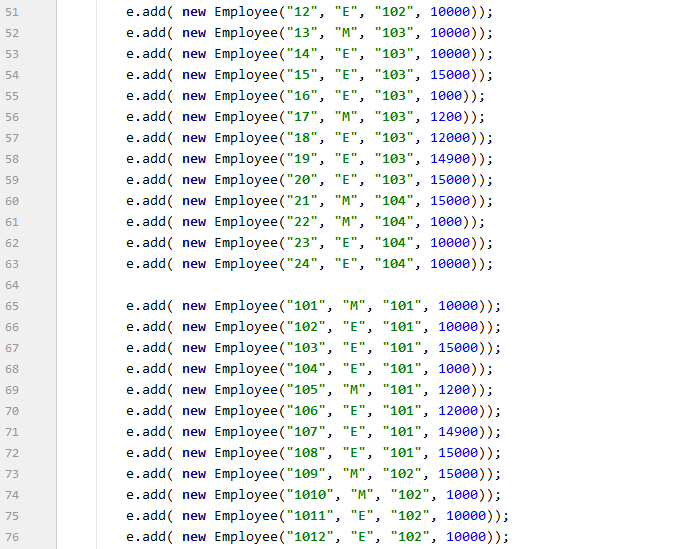 51 e.add( new Employee("12", "E", "102", 10000));
52 e.add( new Employee("13", "M", "103", 10000));
53 e.add( new Employee("14", "E", "103", 10000));
54 e.add( new Employee("15", "E", "103", 15000));
55 e.add( new Employee("16", "E", "103", 1000));
56 e.add( new Employee("17", "M", "103", 1200));
57 e.add( new Employee("18", "E", "103", 12000));
58 e.add( new Employee("19", "E", "103", 14900));
59 e.add( new Employee("20", "E", "103", 15000));
60 e.add( new Employee("21", "M", "104", 15000));
61 e.add( new Employee("22", "M", "104", 1000));
62 e.add( new Employee("23", "E", "104", 10000));
63 e.add( new Employee("24", "E", "104", 10000));
64
65 e.add( new Employee("101", "M", "101", 10000));
66 e.add( new Employee("102", "E", "101", 10000));
67 e.add( new Employee("103", "E", "101", 15000));
68 e.add( new Employee("104", "E", "101", 1000));
69 e.add( new Employee("105", "M", "101", 1200));
70 e.add( new Employee("106", "E", "101", 12000));
71 e.add( new Employee("107", "E", "101", 14900));
72 e.add( new Employee("108", "E", "101", 15000));
73 e.add( new Employee("109", "M", "102", 15000));
74 e.add( new Employee("1010", "M", "102", 1000));
75 e.add( new Employee("1011", "E", "102", 10000));
76 e.add( new Employee("1012", "E", "102", 10000));